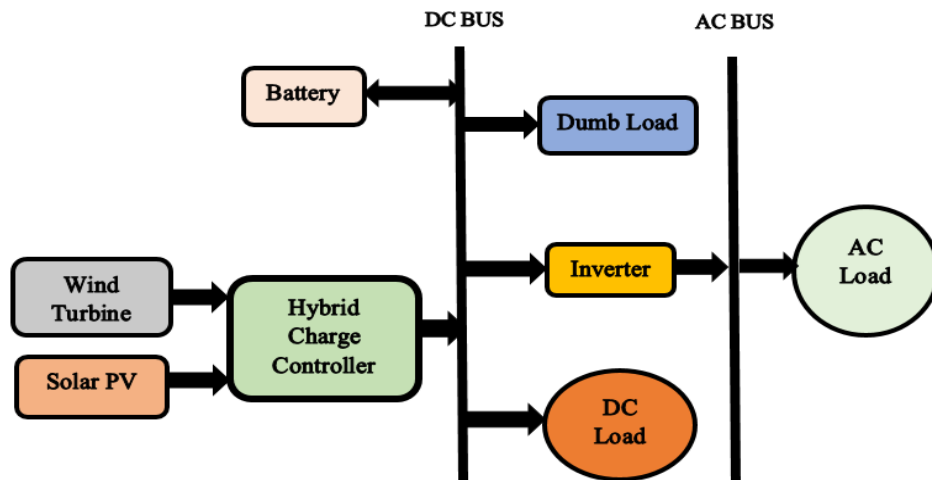 DC BUS
AC BUS
Battery
Dumb Load
Wind
Turbine
Hybrid
Charge
Controller
Inverter
AC
Load
Solar PV
DC
Load